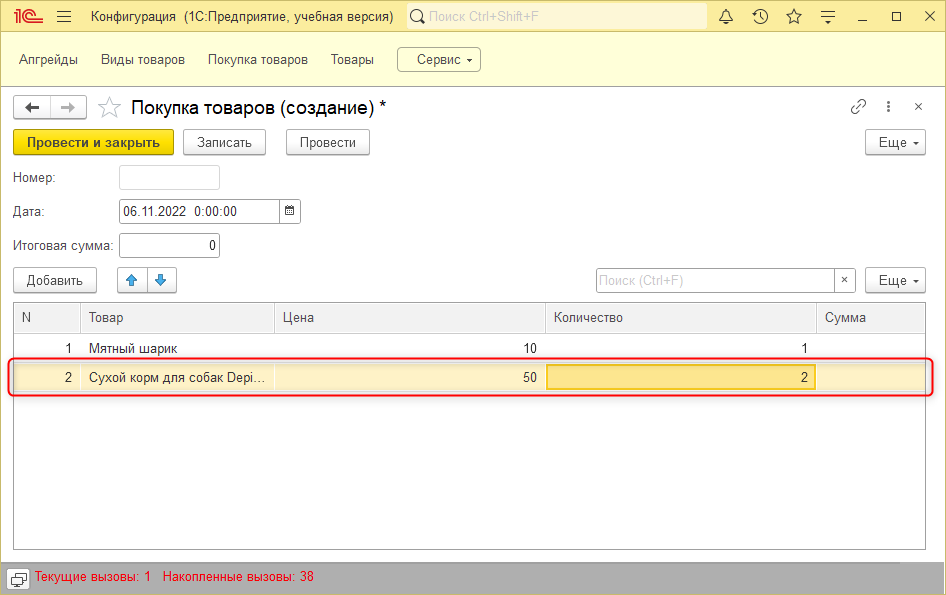 1С Конфигурация (1С:Предприятие, учебная версия) Поиск Ctrl+Shift+F
Апгрейды Виды товаров Покупка товаров Товары Сервис
Покупка товаров (создание) *
Провести и закрыть Записать Провести Еще
Номер:
Дата: 06.11.2022 0:00:00
Итоговая сумма: 0
Добавить Поиск (Ctrl+F) × Еще
N Товар Цена Количество Сумма
1 Мятный шарик 10 1
2 Сухой корм для собак Depi... 50 2
Текущие вызовы: 1 Накопленные вызовы: 38